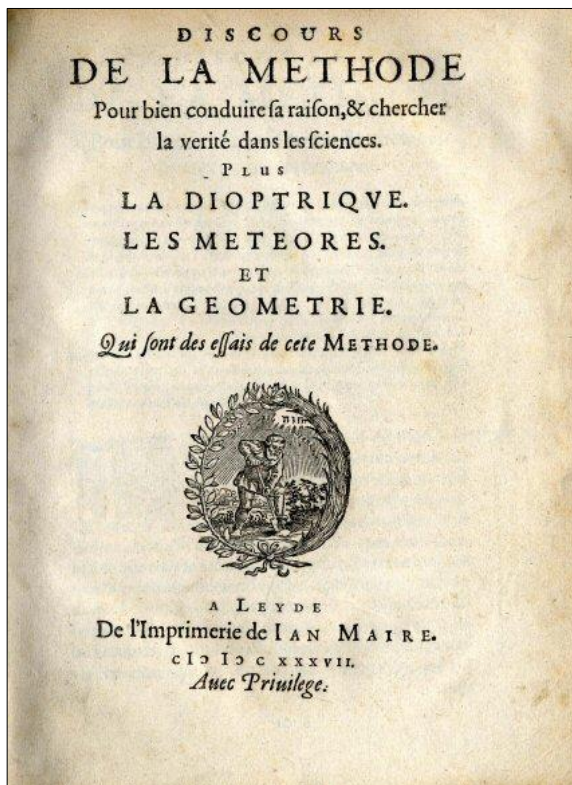 DISCOURS
DE LA METHODE
Pour bien conduire ſa raiſon, & chercher
la verité dans les ſciences.
PLUS
LA DIOPTRIQVE.
LES METEORES.
ET
LA GEOMETRIE.
Qui ſont des eſſais de cete METHODE.
A LEYDE
De l'Imprimerie de IAN MAIRE.
cIↃ IↃ C XXXVII.
Auec Priuilege.